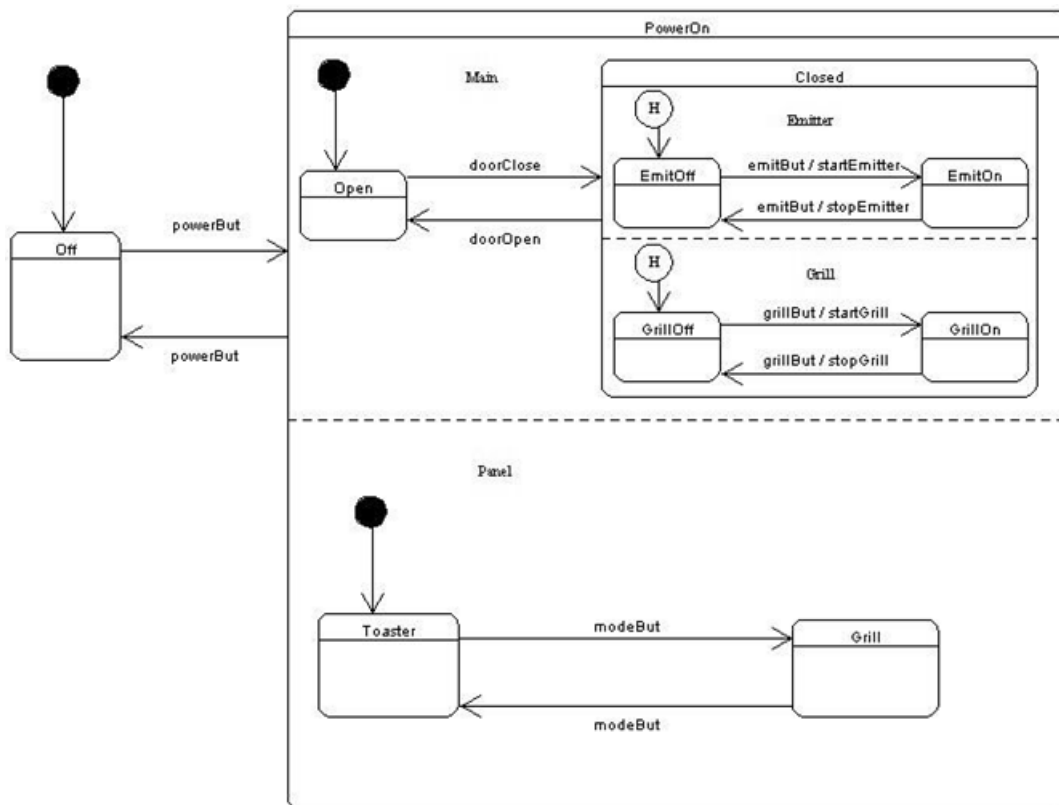 PowerOn
Main
Closed
H
Emitter
doorClose
EmitOff
emitBut / startEmitter
EmitOn
Open
emitBut / stopEmitter
powerBut
doorOpen
Off
H
Grill
grillBut / startGrill
GrillOff
GrillOn
powerBut
grillBut / stopGrill
Panel
Toaster
modeBut
Grill
modeBut